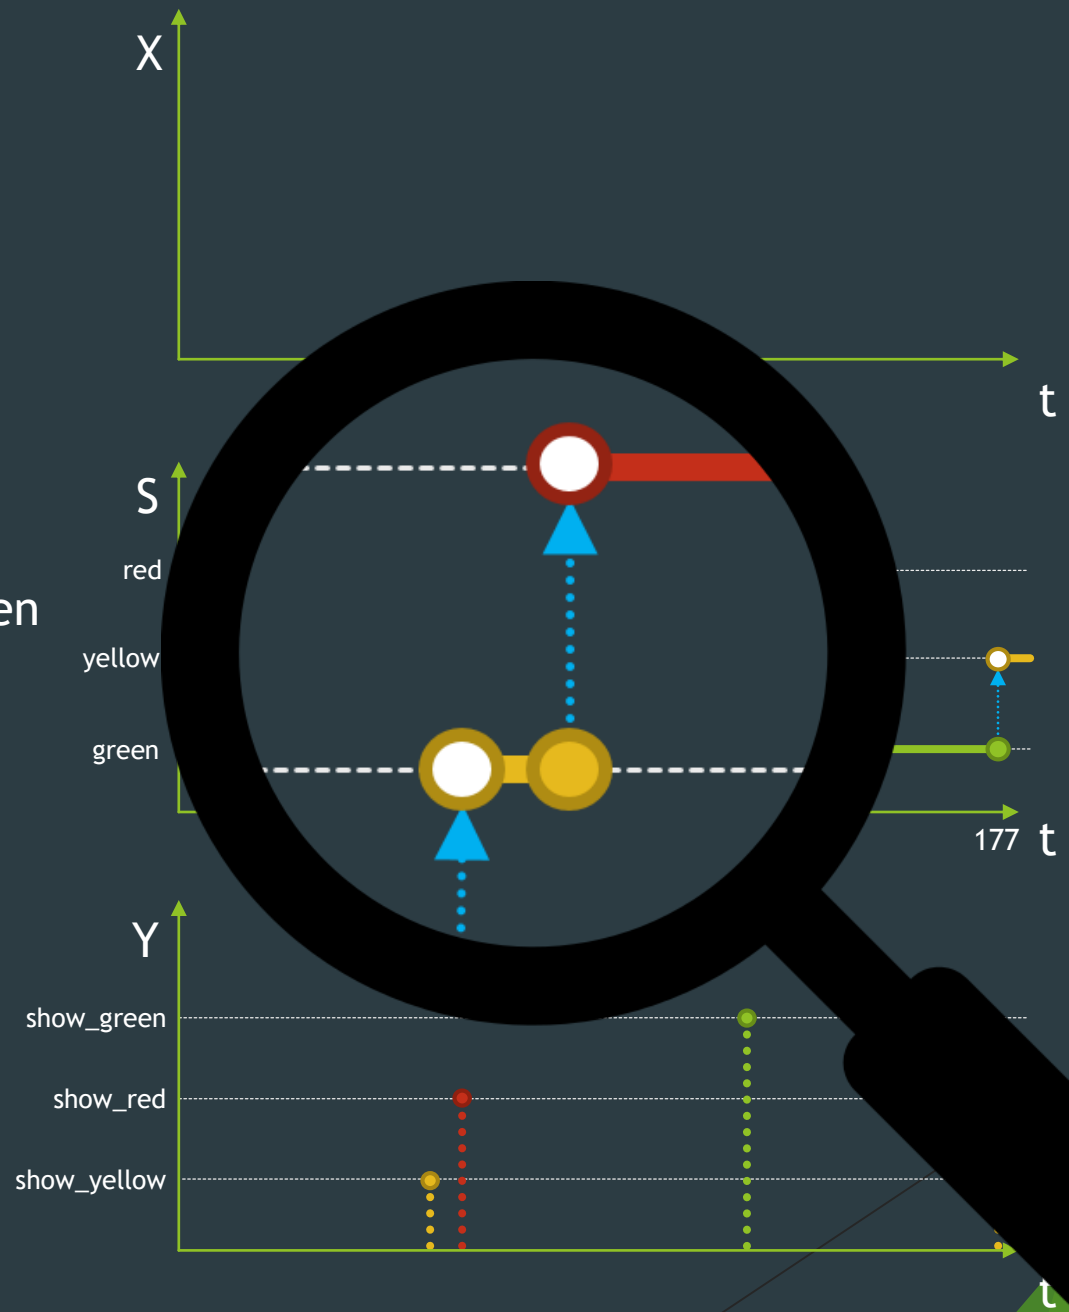 X
t
S
red
en
yellow
green
177
t
Y
show_green
show_red
show_yellow
t